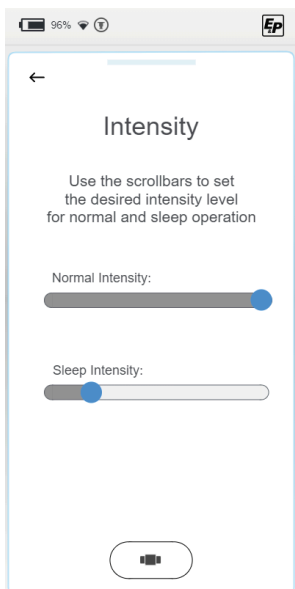 96%
EP
Intensity
Use the scrollbars to set
the desired intensity level
for normal and sleep operation
Normal Intensity:
Sleep Intensity: